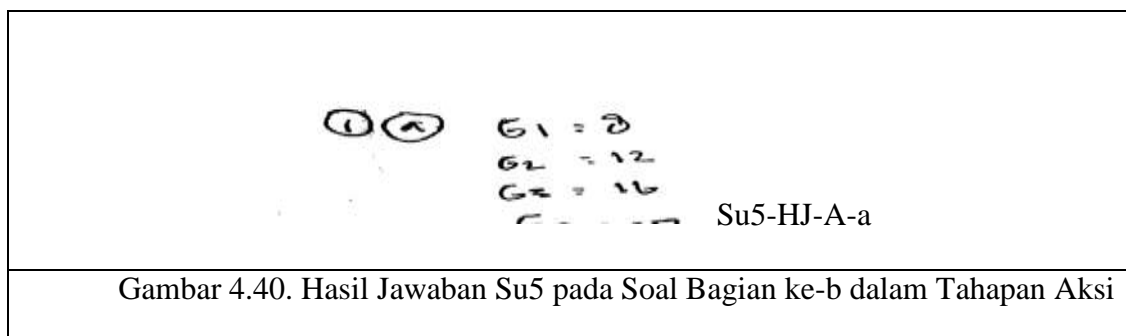 ① ⓐ G1 = 8
G2 = 12
G3 = 16
Su5-HJ-A-a
Gambar 4.40. Hasil Jawaban Su5 pada Soal Bagian ke-b dalam Tahapan Aksi